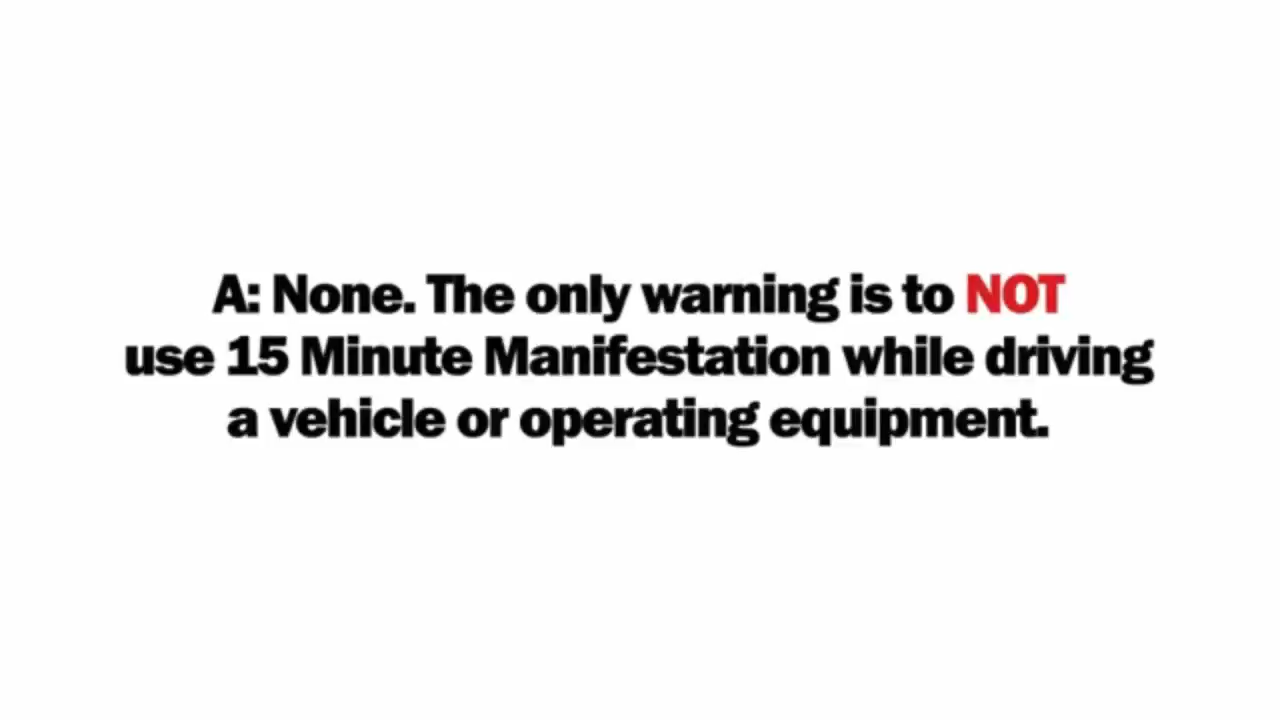 A: None. The only warning is to NOT
use 15 Minute Manifestation while driving
a vehicle or operating equipment.